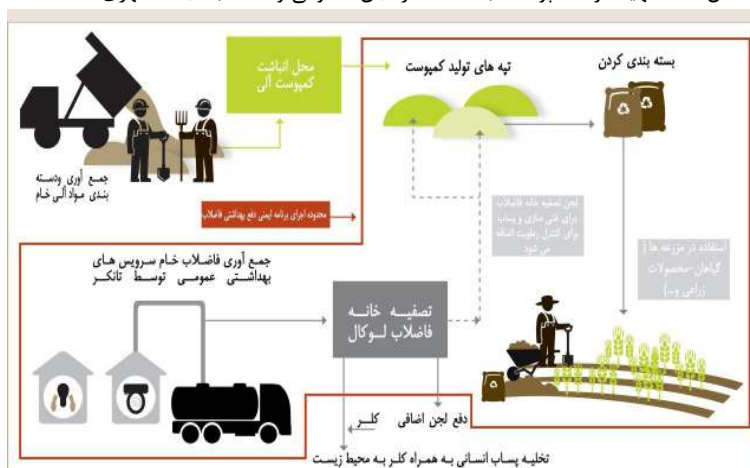 محل انباشت
کمپوست آلی
تپه های تولید کمپوست
بسته بندی کردن
جمع آوری ودسته
بندی مواد آلی خام
محدوده اجرای برنامه ایمنی دفع بهداشتی فاضلاب
لجن تصفیه خانه فاضلاب
برای غنی سازی و پساب
برای کنترل رطوبت اضافه
می شود
استفاده در مزرعه ها (
گیاهان-محصولات
زراعی و...)
جمع آوری فاضلاب خام سرویس های
بهداشتی عمومی توسط تانکر
تصفیه خانه
فاضلاب لوکال
دفع لجن اضافی
کلر
تخلیه پساب انسانی به همراه کلر به محیط زیست